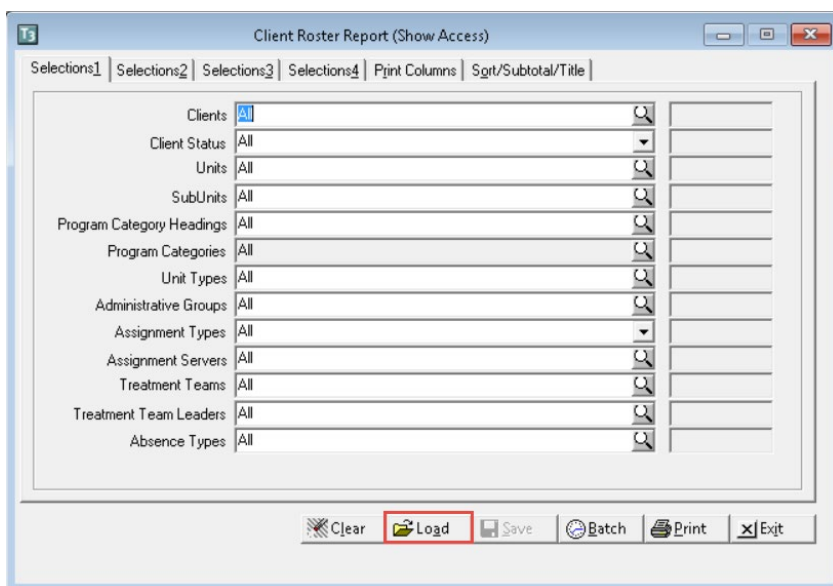 T3 Client Roster Report (Show Access)
Selections1 Selections2 Selections3 Selections4 Print Columns Sort/Subtotal/Title
Clients All
Client Status All
Units All
SubUnits All
Program Category Headings All
Program Categories All
Unit Types All
Administrative Groups All
Assignment Types All
Assignment Servers All
Treatment Teams All
Treatment Team Leaders All
Absence Types All
Clear Load Save Batch Print Exit